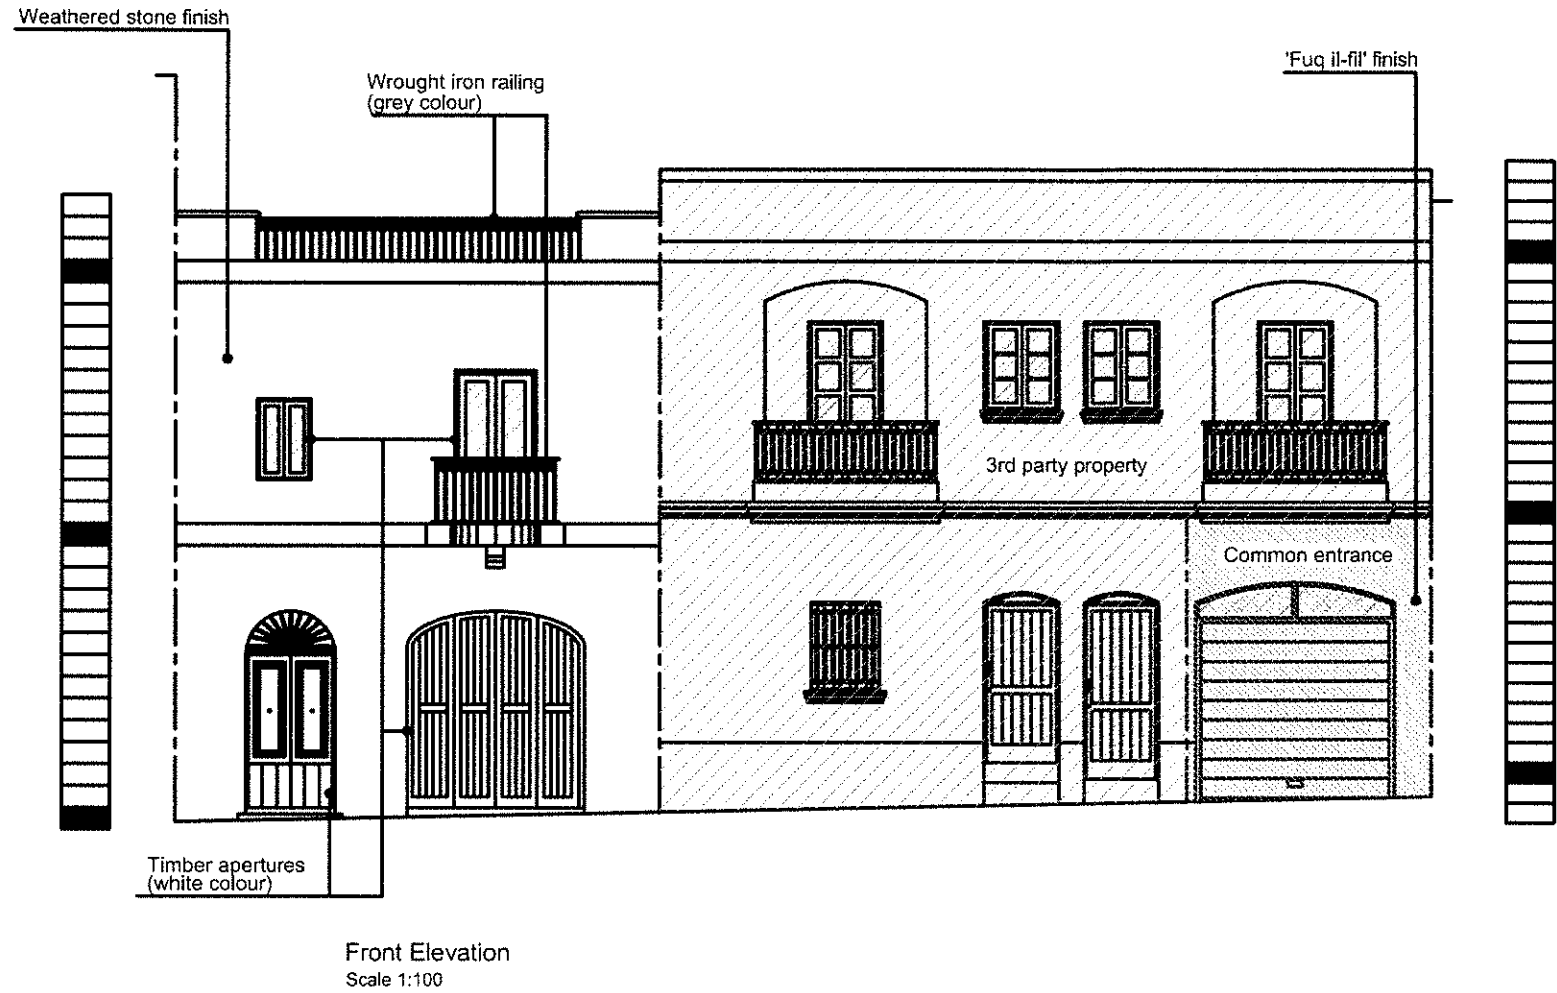 Weathered stone finish
'Fuq il-fil' finish
Wrought iron railing
(grey colour)
3rd party property
Common entrance
Timber apertures
(white colour)
Front Elevation
Scale 1:100